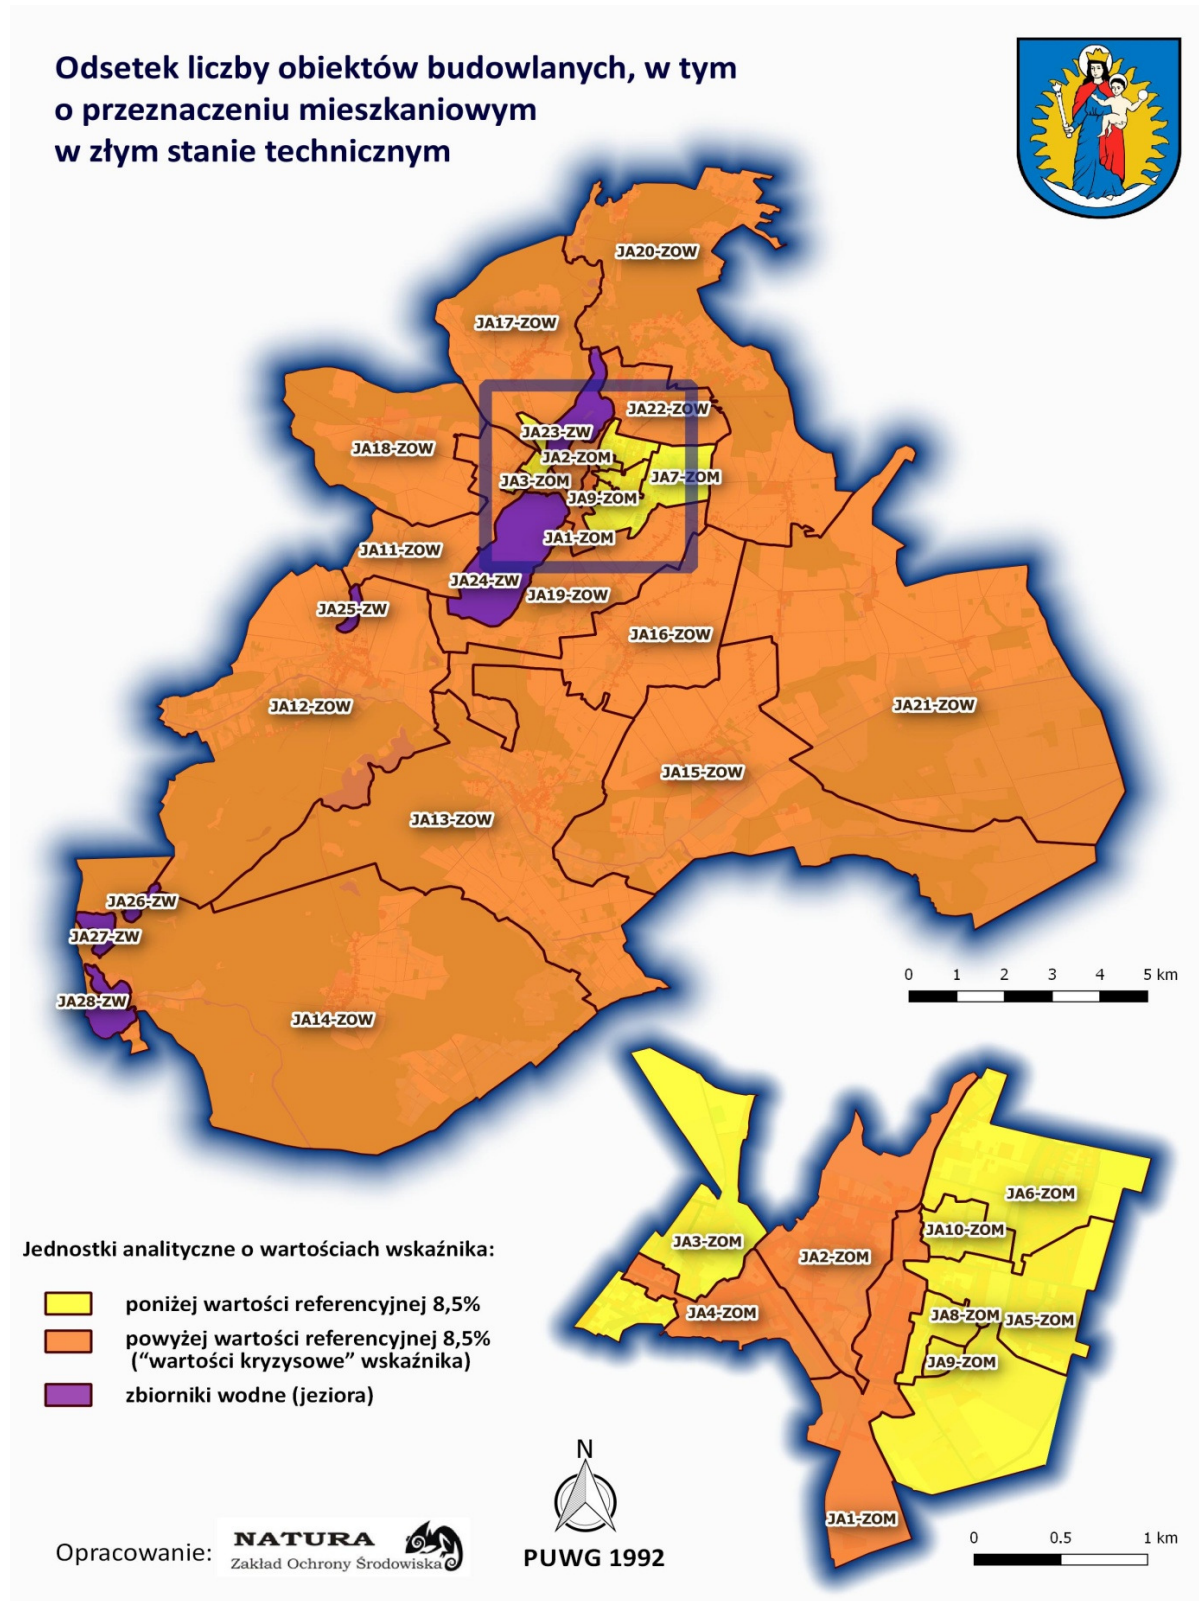 Odsetek liczby obiektów budowlanych, w tym
o przeznaczeniu mieszkaniowym
w złym stanie technicznym
JA20-ZOW
JA17-ZOW
JA22-ZOW
JA23-ZW
JA18-ZOW
JA2-ZOM
JA7-ZOM
JA3-ZOM
JA9-ZOM
JA1-ZOM
JA11-ZOW
JA24-ZW
JA19-ZOW
JA25-ZW
JA16-ZOW
JA12-ZOW
JA21-ZOW
JA15-ZOW
JA13-ZOW
JA26-ZW
JA27-ZW
JA28-ZW
JA14-ZOW
0 1 2 3 4 5 km
JA6-ZOM
JA10-ZOM
JA3-ZOM
JA2-ZOM
JA4-ZOM
JA8-ZOM
JA5-ZOM
JA9-ZOM
JA1-ZOM
Jednostki analityczne o wartościach wskaźnika:
poniżej wartości referencyjnej 8,5%
powyżej wartości referencyjnej 8,5%
(“wartości kryzysowe” wskaźnika)
zbiorniki wodne (jeziora)
N
PUWG 1992
0 0.5 1 km
Opracowanie:
NATURA
Zakład Ochrony Środowiska